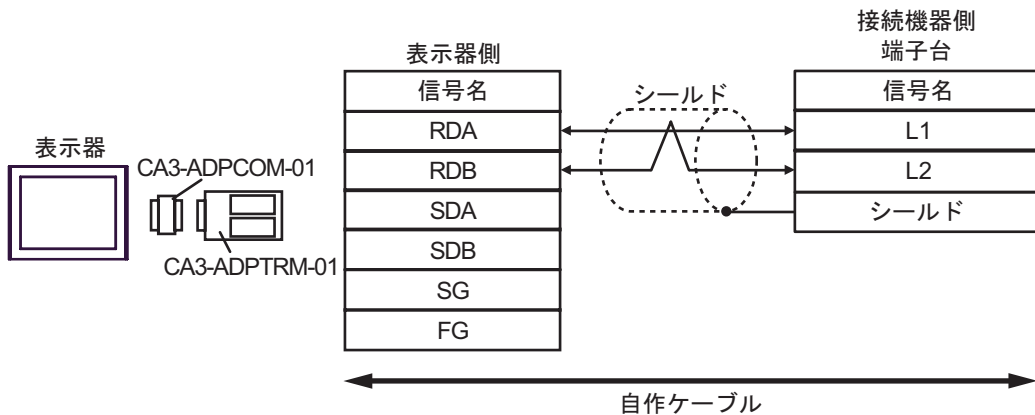 表示器
CA3-ADPCOM-01
CA3-ADPTRM-01
表示器側
信号名
RDA
RDB
SDA
SDB
SG
FG
シールド
接続機器側
端子台
信号名
L1
L2
シールド
自作ケーブル